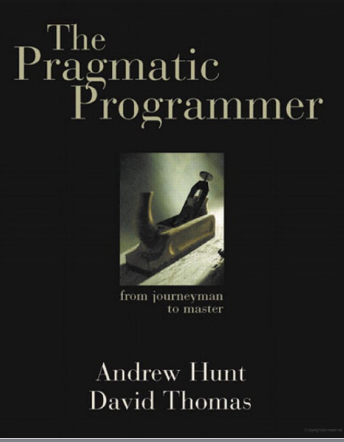 The
Pragmatic
Programmer
from journeyman
to master
Andrew Hunt
David Thomas